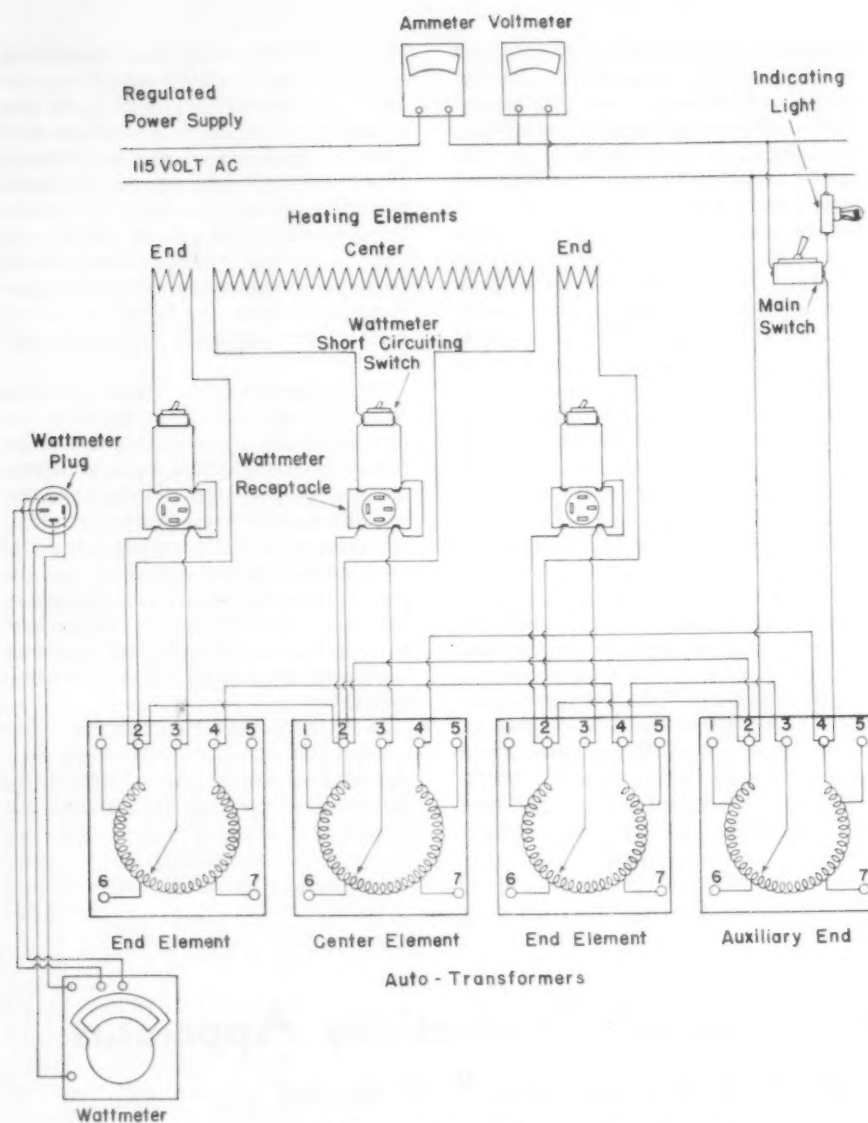 Ammeter Voltmeter
Indicating
Light
Regulated
Power Supply
115 VOLT AC
Heating Elements
End
Center
End
Main
Switch
Wattmeter
Short Circuiting
Switch
Wattmeter
Plug
Wattmeter
Receptacle
1 2 3 4 5
1 2 3 4 5
1 2 3 4 5
1 2 3 4 5
6 7
6 7
6 7
6 7
End Element
Center Element
End Element
Auxiliary End
Auto - Transformers
Wattmeter